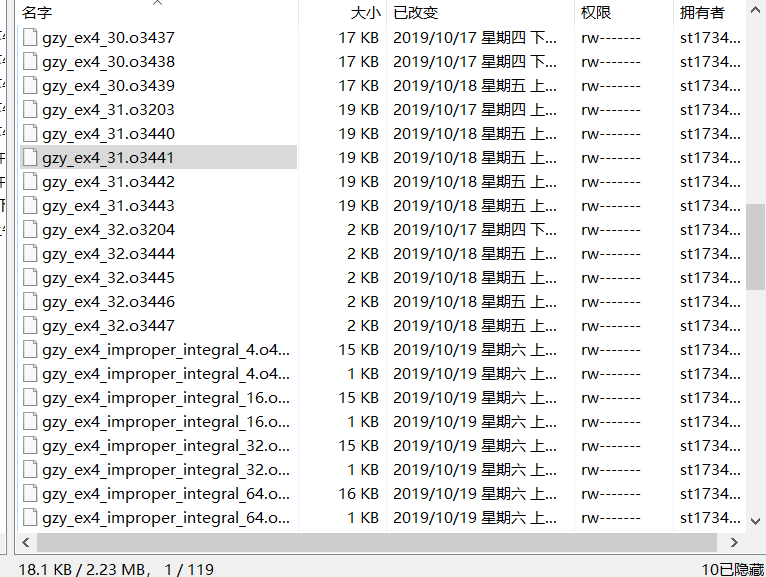 名字 大小 已改变 权限 拥有者
gzy_ex4_30.o3437 17 KB 2019/10/17 星期四 下... rw------- st1734...
gzy_ex4_30.o3438 17 KB 2019/10/17 星期四 下... rw------- st1734...
gzy_ex4_30.o3439 17 KB 2019/10/18 星期五 上... rw------- st1734...
gzy_ex4_31.o3203 19 KB 2019/10/17 星期四 上... rw------- st1734...
gzy_ex4_31.o3440 19 KB 2019/10/18 星期五 上... rw------- st1734...
gzy_ex4_31.o3441 19 KB 2019/10/18 星期五 上... rw------- st1734...
gzy_ex4_31.o3442 19 KB 2019/10/18 星期五 上... rw------- st1734...
gzy_ex4_31.o3443 19 KB 2019/10/18 星期五 上... rw------- st1734...
gzy_ex4_32.o3204 2 KB 2019/10/17 星期四 下... rw------- st1734...
gzy_ex4_32.o3444 2 KB 2019/10/18 星期五 上... rw------- st1734...
gzy_ex4_32.o3445 2 KB 2019/10/18 星期五 上... rw------- st1734...
gzy_ex4_32.o3446 2 KB 2019/10/18 星期五 上... rw------- st1734...
gzy_ex4_32.o3447 2 KB 2019/10/18 星期五 上... rw------- st1734...
gzy_ex4_improper_integral_4.o4... 15 KB 2019/10/19 星期六 上... rw------- st1734...
gzy_ex4_improper_integral_4.o4... 1 KB 2019/10/19 星期六 上... rw------- st1734...
gzy_ex4_improper_integral_16.o... 15 KB 2019/10/19 星期六 上... rw------- st1734...
gzy_ex4_improper_integral_16.o... 1 KB 2019/10/19 星期六 上... rw------- st1734...
gzy_ex4_improper_integral_32.o... 15 KB 2019/10/19 星期六 上... rw------- st1734...
gzy_ex4_improper_integral_32.o... 1 KB 2019/10/19 星期六 上... rw------- st1734...
gzy_ex4_improper_integral_64.o... 16 KB 2019/10/19 星期六 上... rw------- st1734...
gzy_ex4_improper_integral_64.o... 1 KB 2019/10/19 星期六 上... rw------- st1734...
18.1 KB / 2.23 MB， 1 / 119 10已隐藏